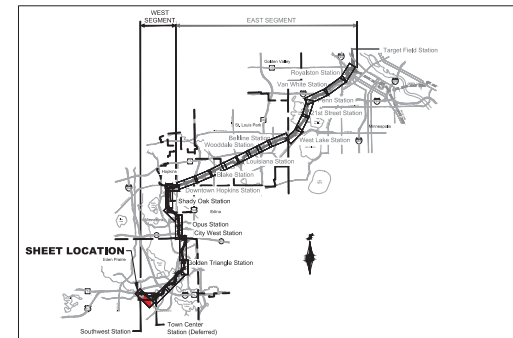 WEST
SEGMENT
EAST SEGMENT
Target Field Station
Golden Valley
Royalston Station
Van White Station
Penn Station
21st Street Station
St. Louis Park
Minneapolis
Beltline Station
Wooddale Station
West Lake Station
Louisiana Station
Hopkins
Blake Station
Downtown Hopkins Station
Shady Oak Station
Edina
Opus Station
City West Station
SHEET LOCATION
Eden Prairie
Golden Triangle Station
Southwest Station
Town Center
Station (Deferred)